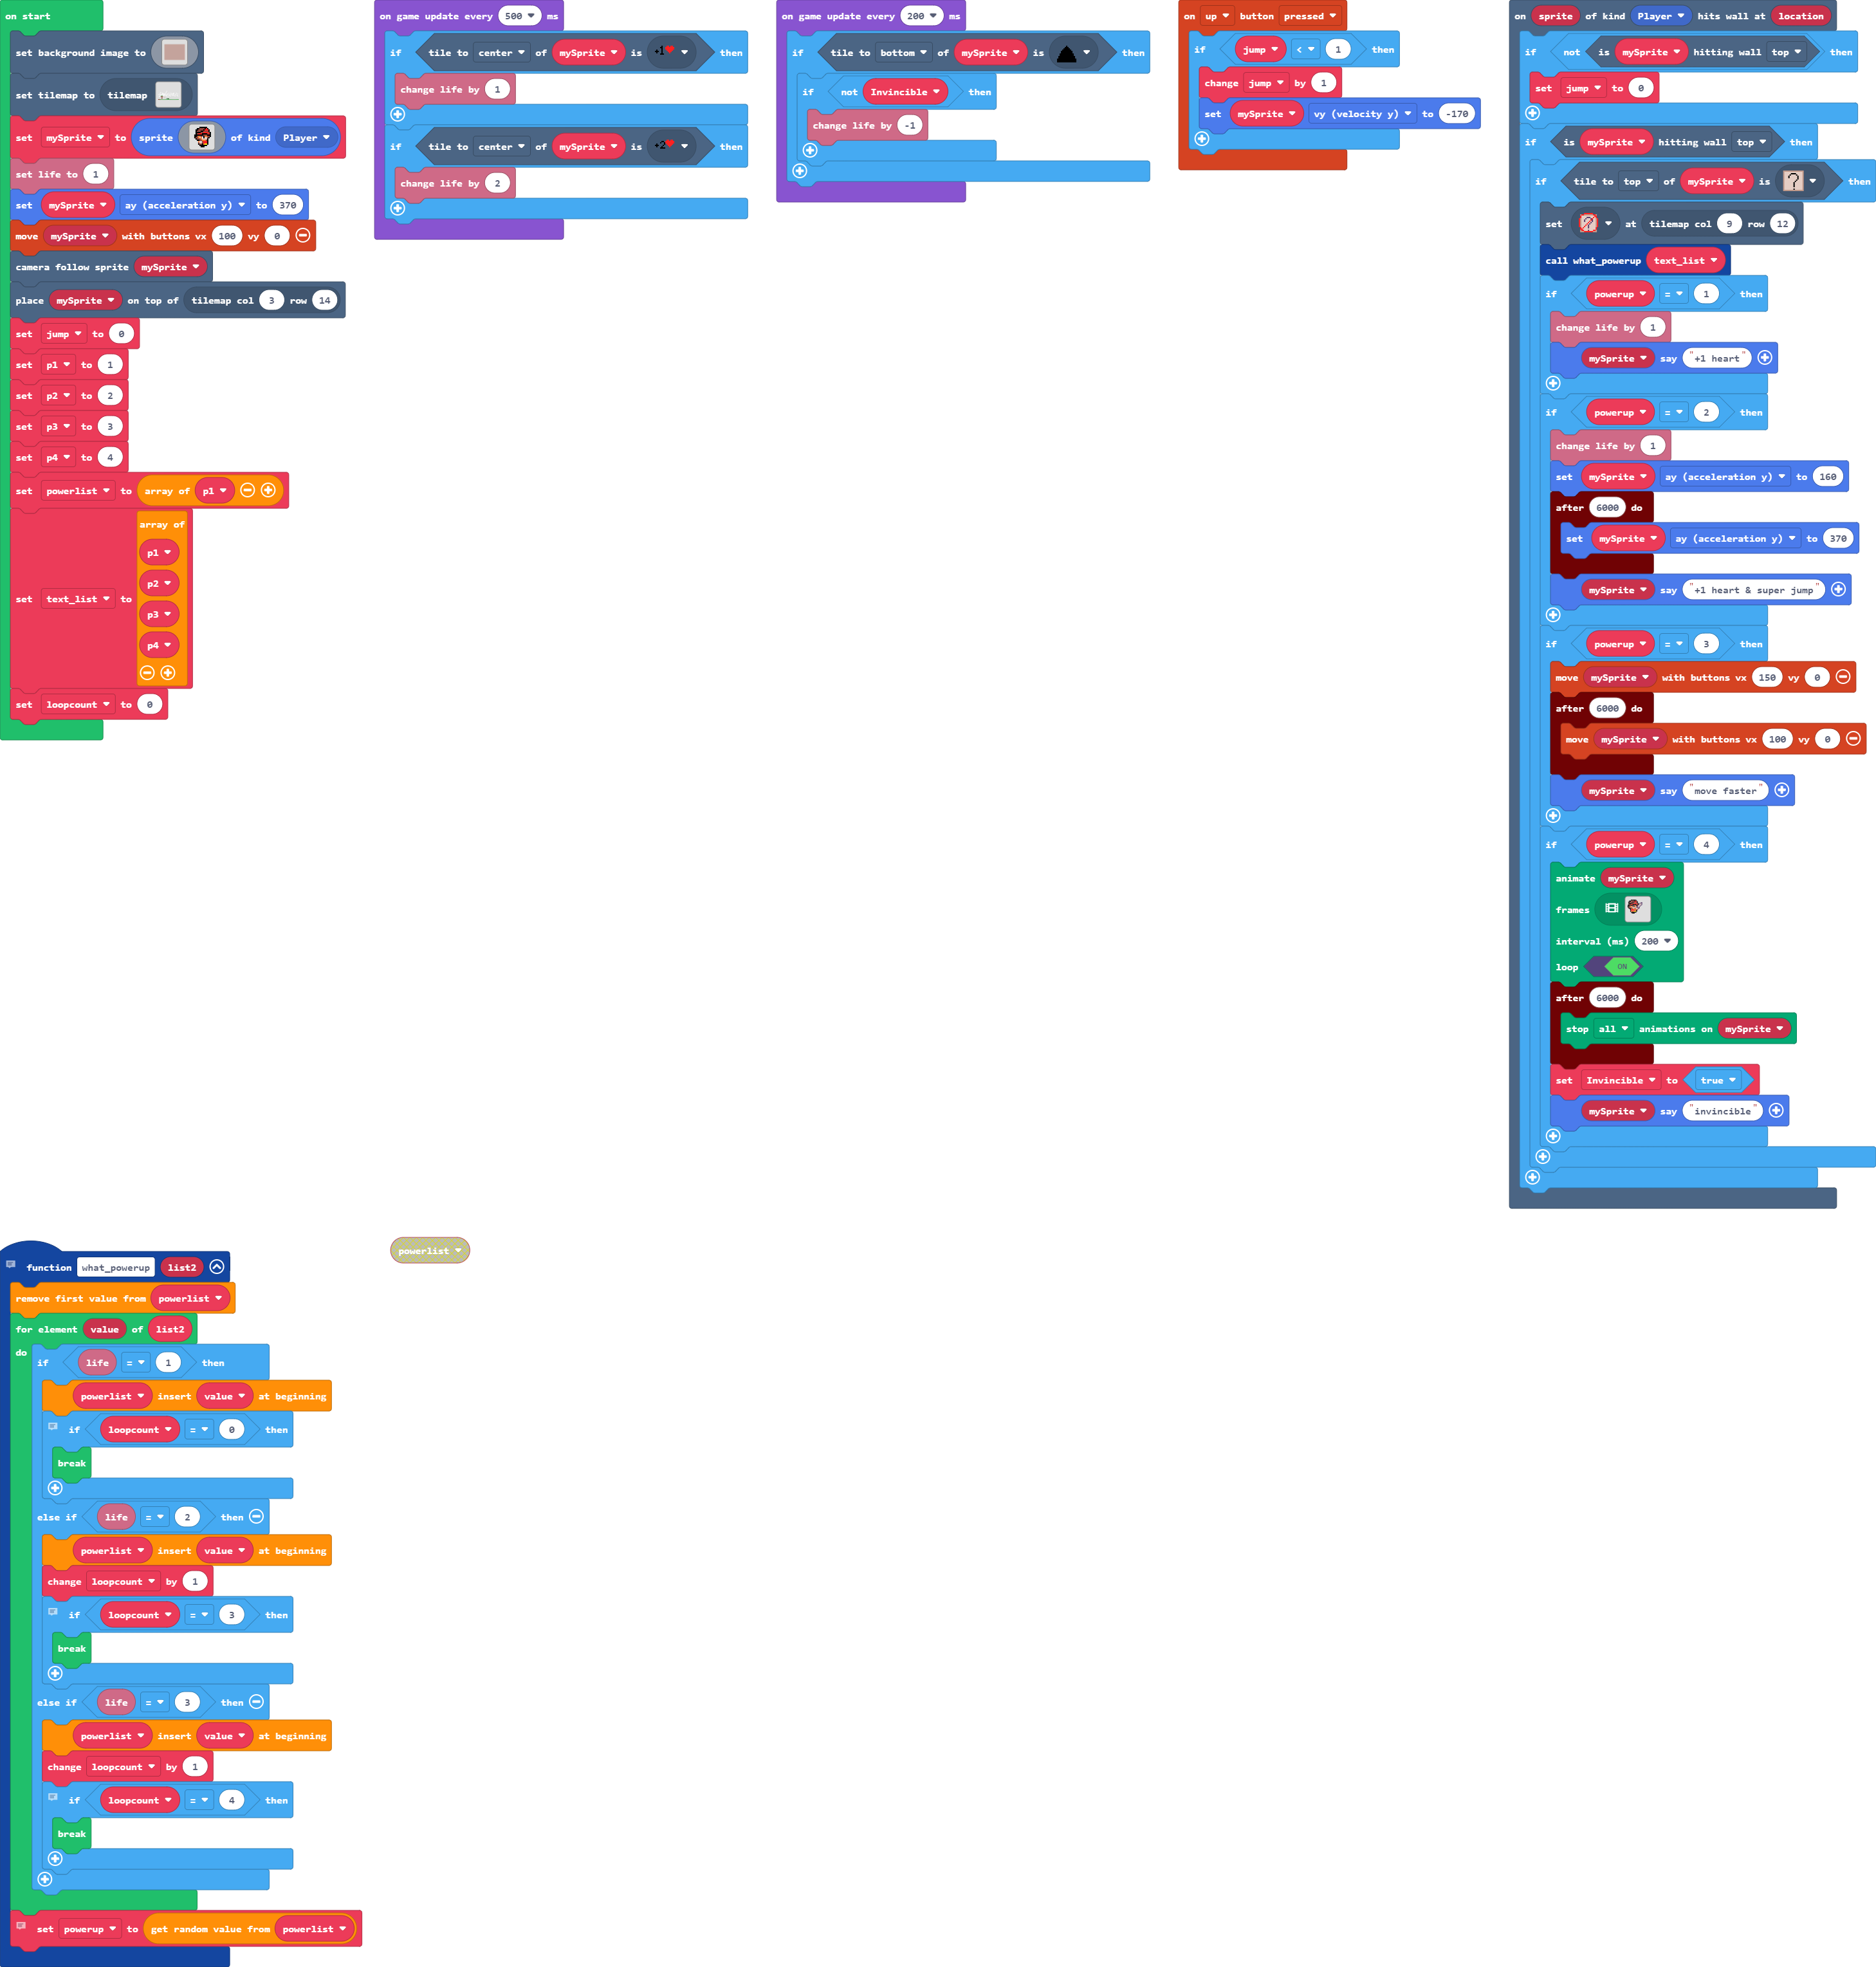 on start
set background image to
set tilemap to tilemap
set mySprite to sprite of kind Player
set life to 1
set mySprite ay (acceleration y) to 370
move mySprite with buttons vx 100 vy 0
camera follow sprite mySprite
place mySprite on top of tilemap col 3 row 14
set jump to 0
set p1 to 1
set p2 to 2
set p3 to 3
set p4 to 4
set powerlist to array of p1
set text_list to array of
p1
p2
p3
p4
set loopcount to 0
on game update every 500 ms
if tile to center of mySprite is +1 then
change life by 1
if tile to center of mySprite is +2 then
change life by 2
on game update every 200 ms
if tile to bottom of mySprite is then
if not Invincible then
change life by -1
on up button pressed
if jump < 1 then
change jump by 1
set mySprite vy (velocity y) to -170
on sprite of kind Player hits wall at location
if not is mySprite hitting wall top then
set jump to 0
if is mySprite hitting wall top then
if tile to top of mySprite is ? then
set ? at tilemap col 9 row 12
call what_powerup text_list
if powerup = 1 then
change life by 1
mySprite say "+1 heart"
if powerup = 2 then
change life by 1
set mySprite ay (acceleration y) to 160
after 6000 do
set mySprite ay (acceleration y) to 370
mySprite say "+1 heart & super jump"
if powerup = 3 then
move mySprite with buttons vx 150 vy 0
after 6000 do
move mySprite with buttons vx 100 vy 0
mySprite say "move faster"
if powerup = 4 then
animate mySprite
frames
interval (ms) 200
loop ON
after 6000 do
stop all animations on mySprite
set Invincible to true
mySprite say "invincible"
function what_powerup list2
remove first value from powerlist
for element value of list2
do
if life = 1 then
powerlist insert value at beginning
if loopcount = 0 then
break
else if life = 2 then
powerlist insert value at beginning
change loopcount by 1
if loopcount = 3 then
break
else if life = 3 then
powerlist insert value at beginning
change loopcount by 1
if loopcount = 4 then
break
set powerup to get random value from powerlist
powerlist